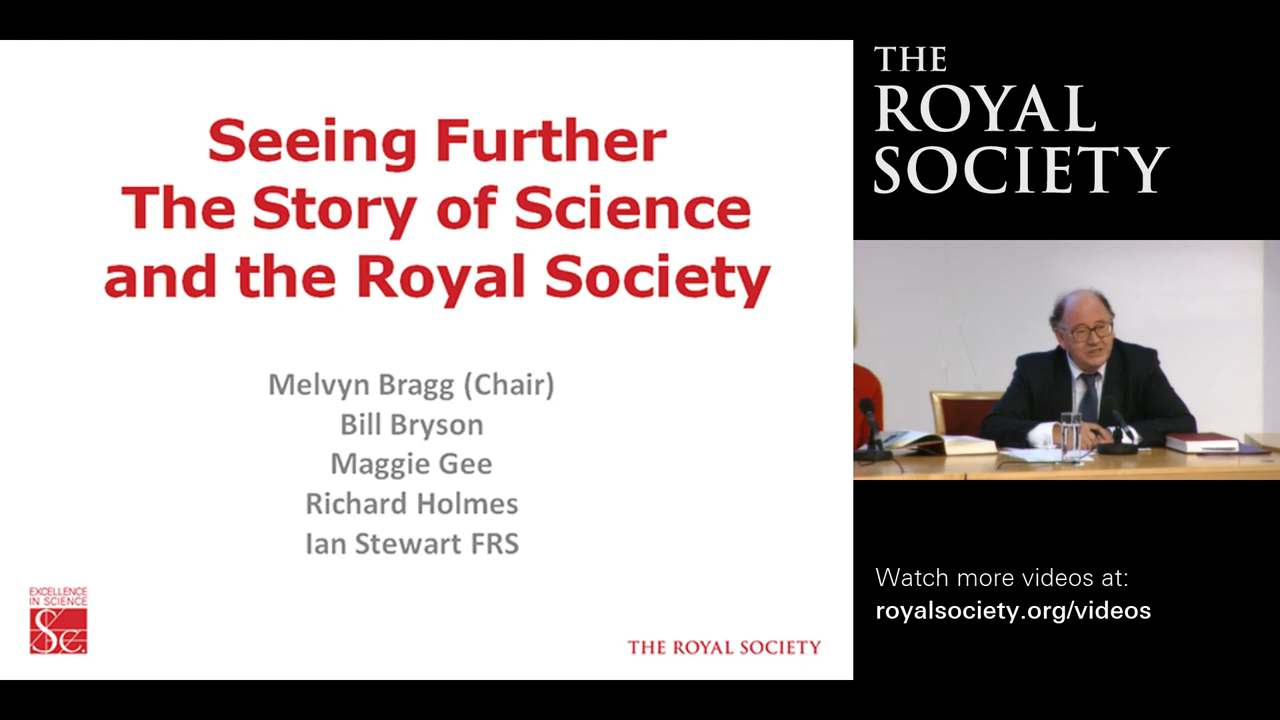 Seeing Further
The Story of Science
and the Royal Society
Melvyn Bragg (Chair)
Bill Bryson
Maggie Gee
Richard Holmes
Ian Stewart FRS
EXCELLENCE
IN SCIENCE
Sc.
THE ROYAL SOCIETY
THE
ROYAL
SOCIETY
Watch more videos at:
royalsociety.org/videos